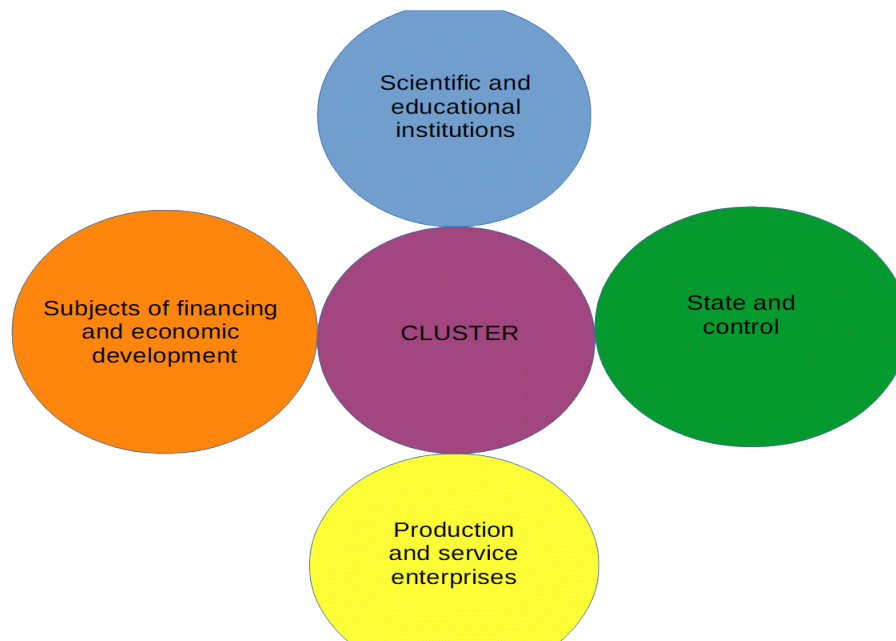 Scientific and
educational
institutions
Subjects of financing
and economic
development
CLUSTER
State and
control
Production
and service
enterprises